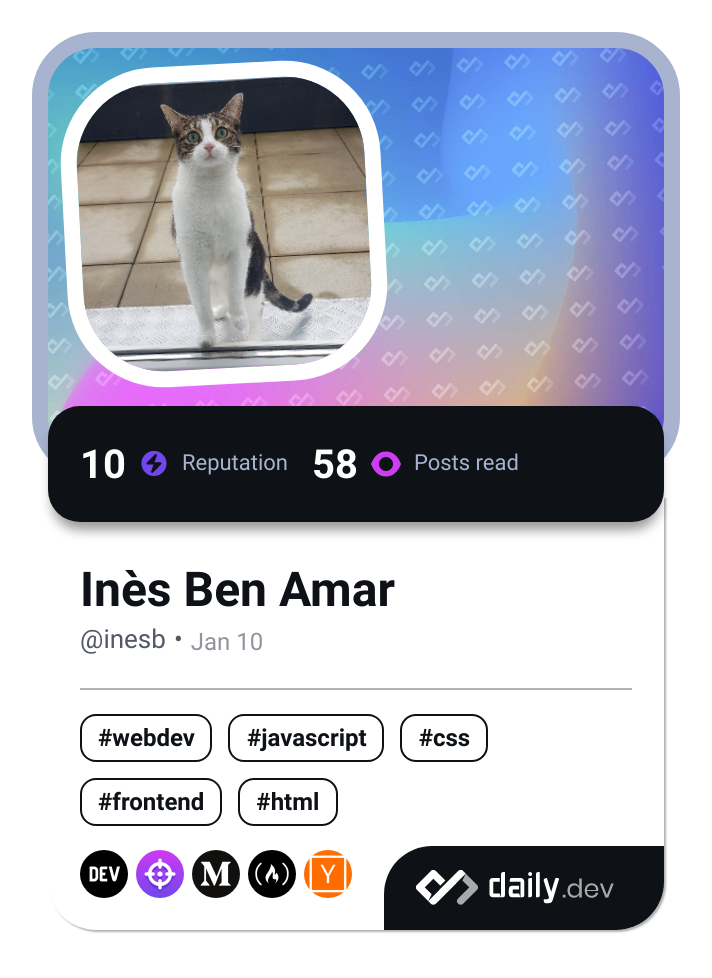 10 Reputation 58 Posts read
Inès Ben Amar
@inesb • Jan 10
#webdev #javascript #css
#frontend #html
DEV M Y daily.dev